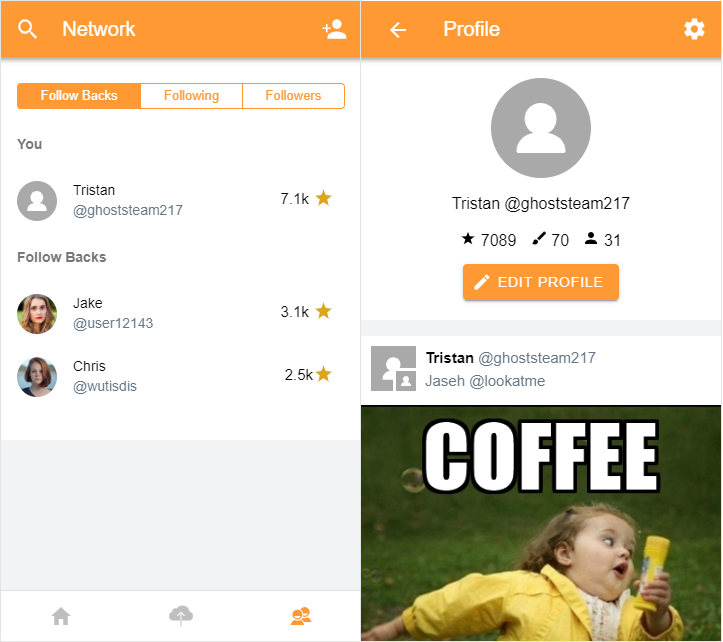 Network
Follow Backs
Following
Followers
You
Tristan
@ghoststeam217
7.1k
Follow Backs
Jake
@user12143
3.1k
Chris
@wutisdis
2.5k
Profile
Tristan @ghoststeam217
7089 70 31
EDIT PROFILE
Tristan @ghoststeam217
Jaseh @lookatme
COFFEE